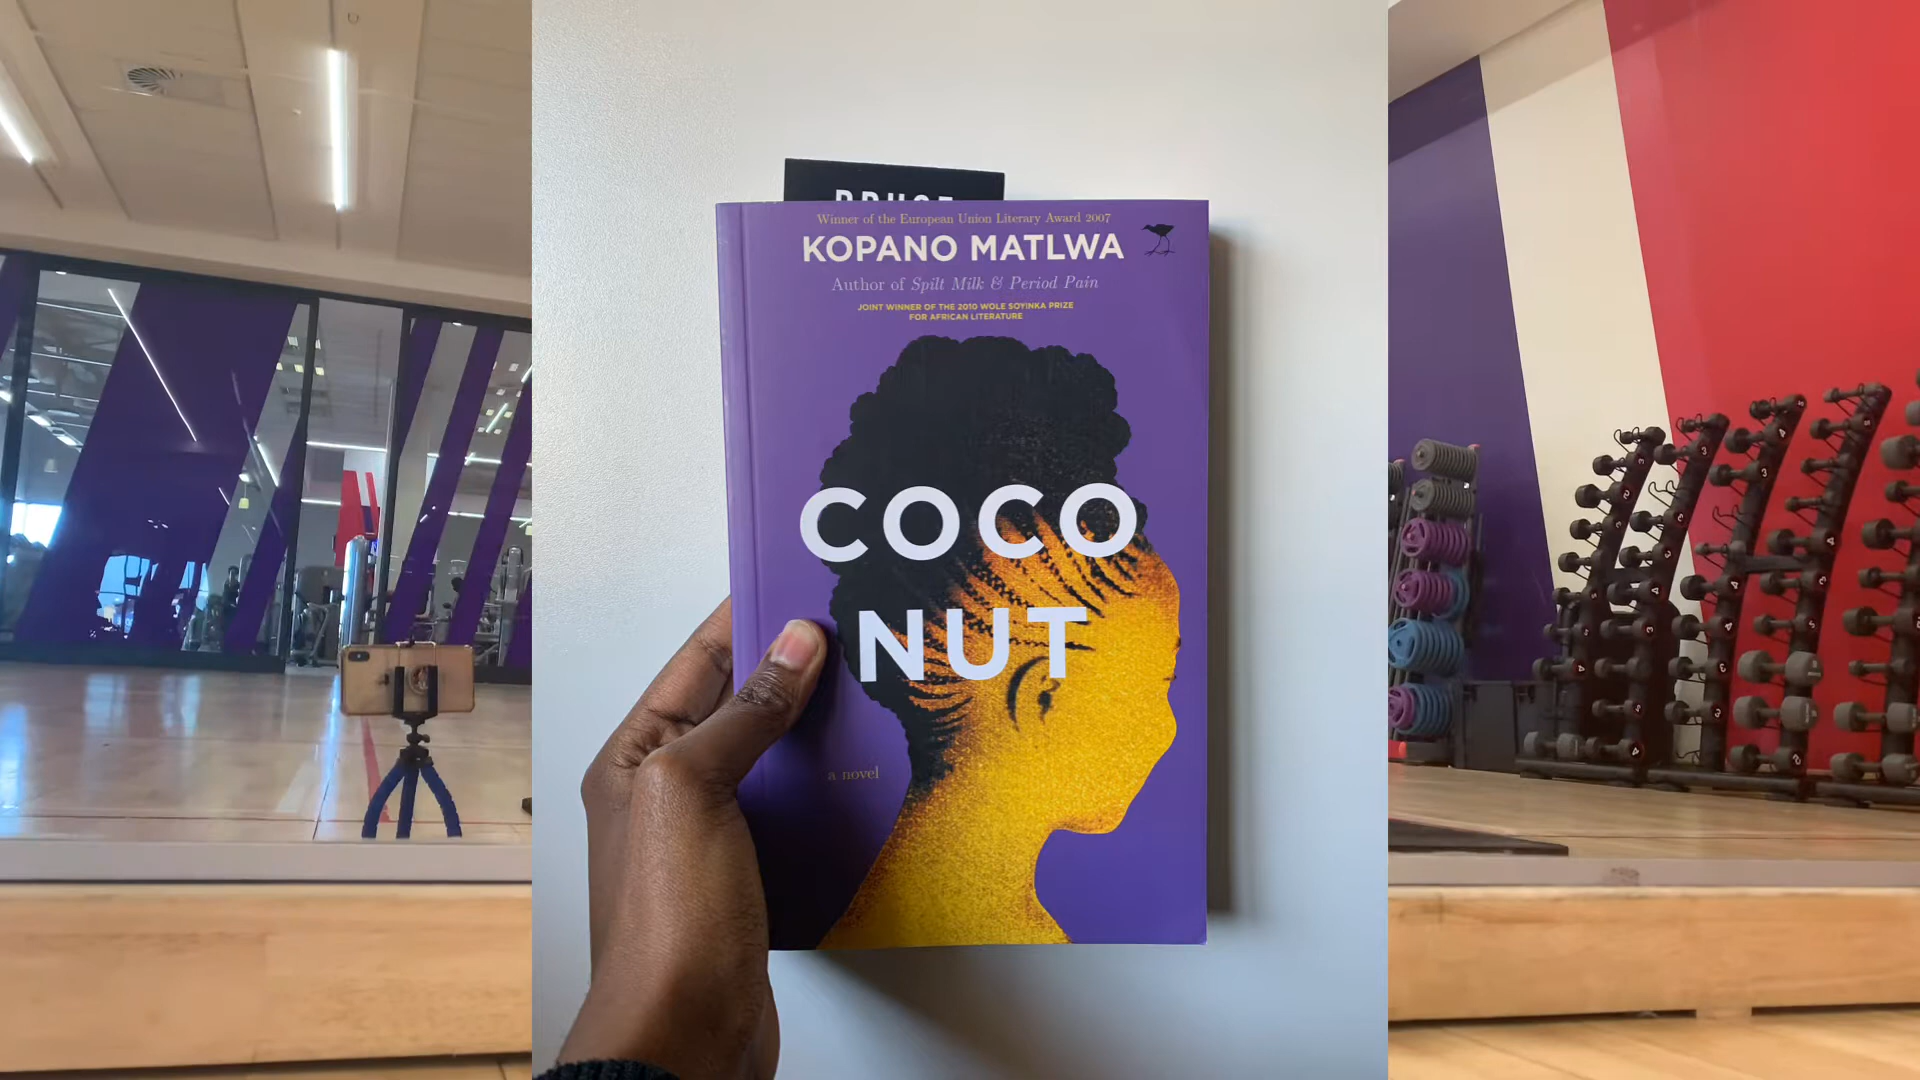 Winner of the European Union Literary Award 2007
KOPANO MATLWA
Author of Spilt Milk & Period Pain
JOINT WINNER OF THE 2010 WOLE SOYINKA PRIZE
FOR AFRICAN LITERATURE
COCO
NUT
a novel